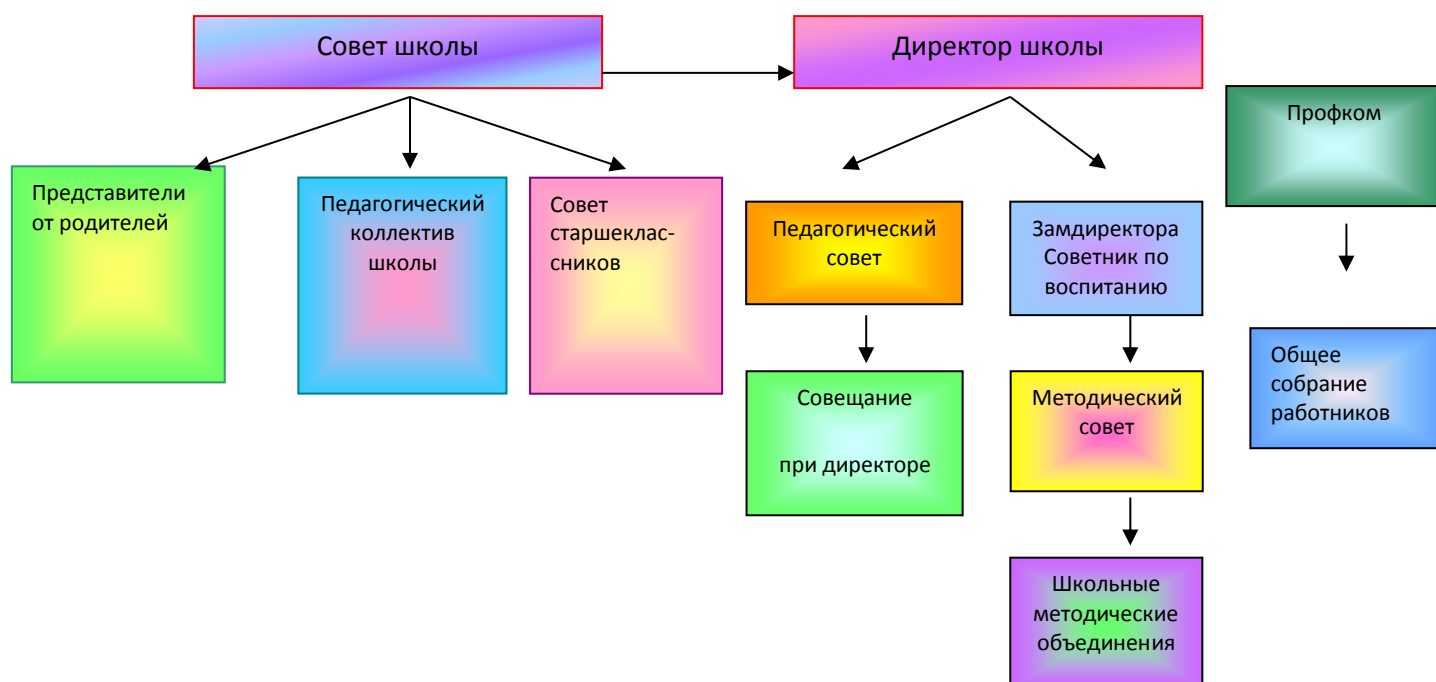 Совет школы
Директор школы
Профком
Представители
от родителей
Педагогический
коллектив
школы
Совет
старшеклас-
сников
Педагогический
совет
Замдиректора
Советник по
воспитанию
Общее
собрание
работников
Совещание
при директоре
Методический
совет
Школьные
методические
объединения